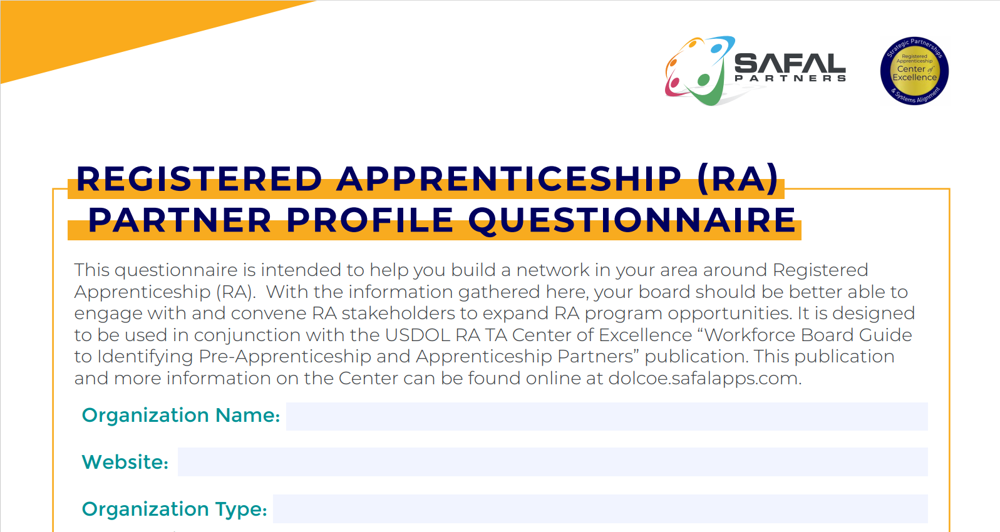 SAFAL
PARTNERS
Strategic Partnerships
Registered
Apprenticeship
Center of
Excellence
& Systems Alignment
REGISTERED APPRENTICESHIP (RA)
PARTNER PROFILE QUESTIONNAIRE
This questionnaire is intended to help you build a network in your area around Registered
Apprenticeship (RA).  With the information gathered here, your board should be better able to
engage with and convene RA stakeholders to expand RA program opportunities. It is designed
to be used in conjunction with the USDOL RA TA Center of Excellence “Workforce Board Guide
to Identifying Pre-Apprenticeship and Apprenticeship Partners” publication. This publication
and more information on the Center can be found online at dolcoe.safalapps.com.
Organization Name:
Website:
Organization Type: